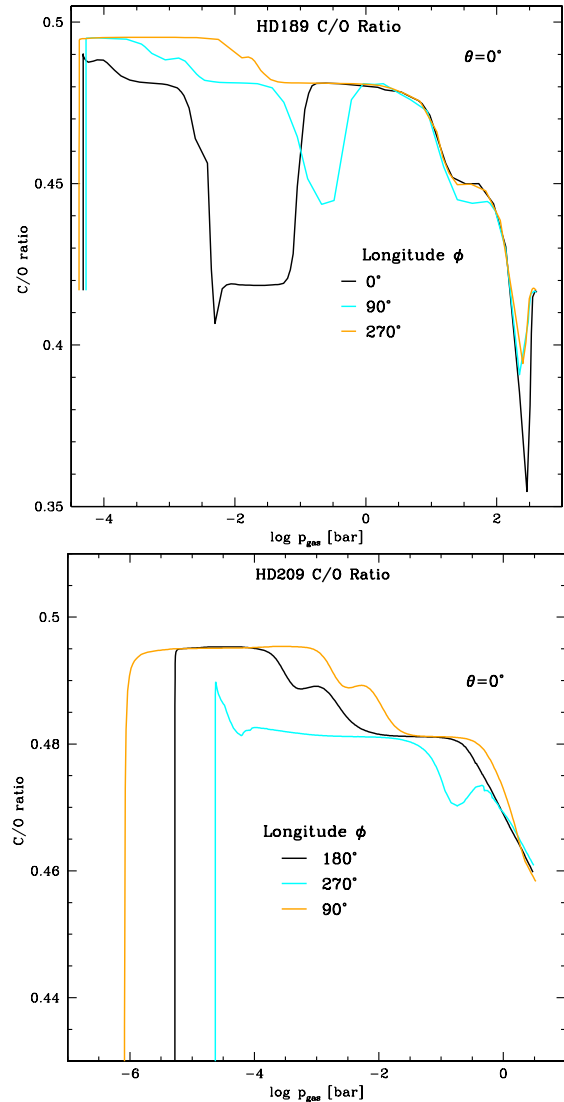 HD189 C/O Ratio
θ=0°
0.5
0.45
0.4
0.35
C/O ratio
Longitude ϕ
0°
90°
270°
−4 −2 0 2
log p_gas [bar]
HD209 C/O Ratio
θ=0°
0.5
0.48
0.46
0.44
C/O ratio
Longitude ϕ
180°
270°
90°
−6 −4 −2 0
log p_gas [bar]